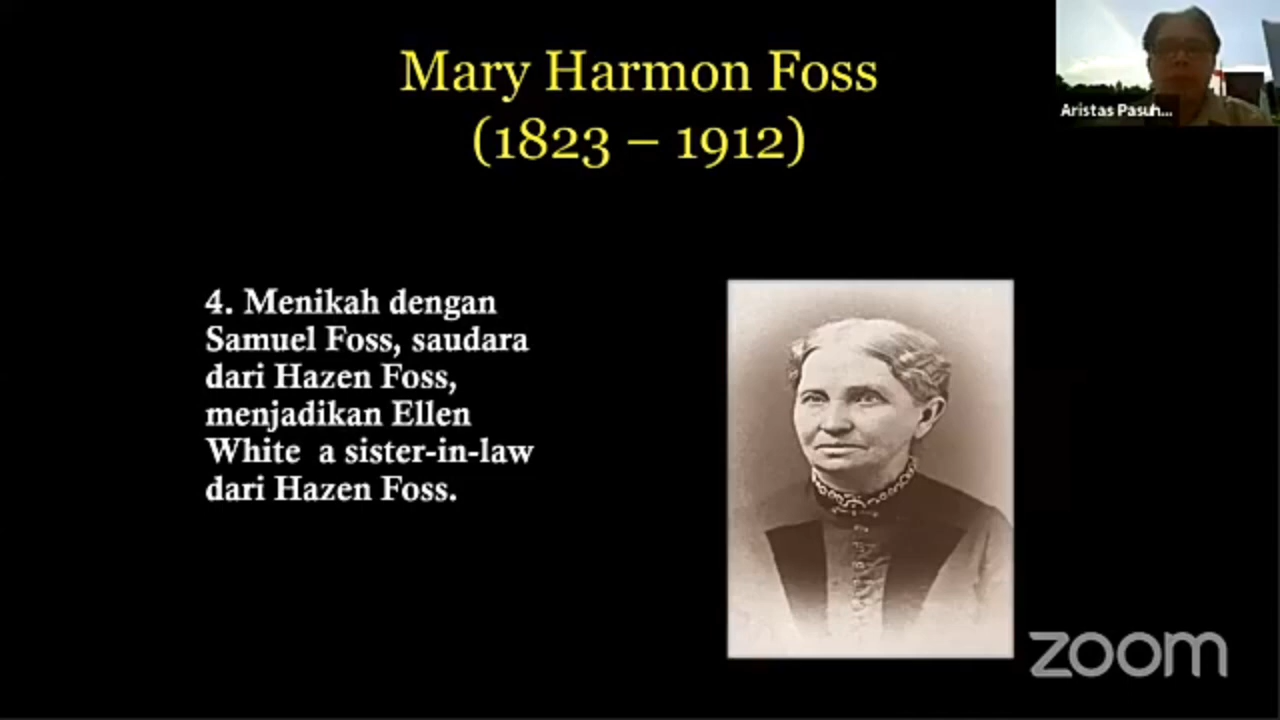 Mary Harmon Foss
(1823 – 1912)
Aristas Pasuh...
4. Menikah dengan
Samuel Foss, saudara
dari Hazen Foss,
menjadikan Ellen
White a sister-in-law
dari Hazen Foss.
zoom